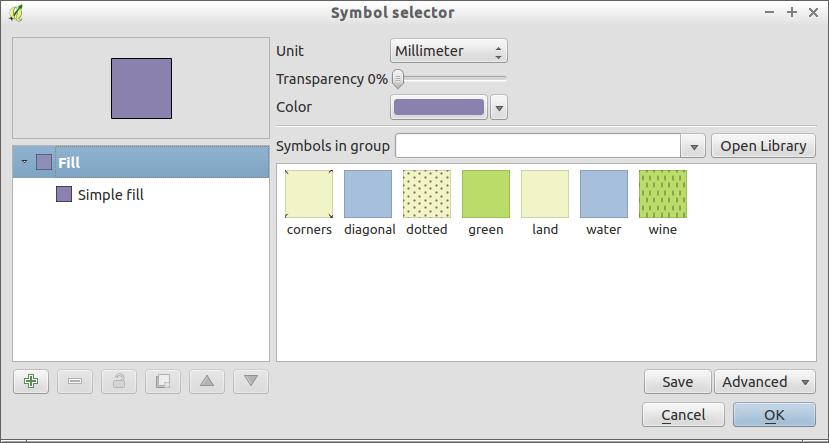 Symbol selector
Unit
Millimeter
Transparency 0%
Color
Symbols in group
Open Library
Fill
Simple fill
corners diagonal dotted green land water wine
Save
Advanced
Cancel
OK